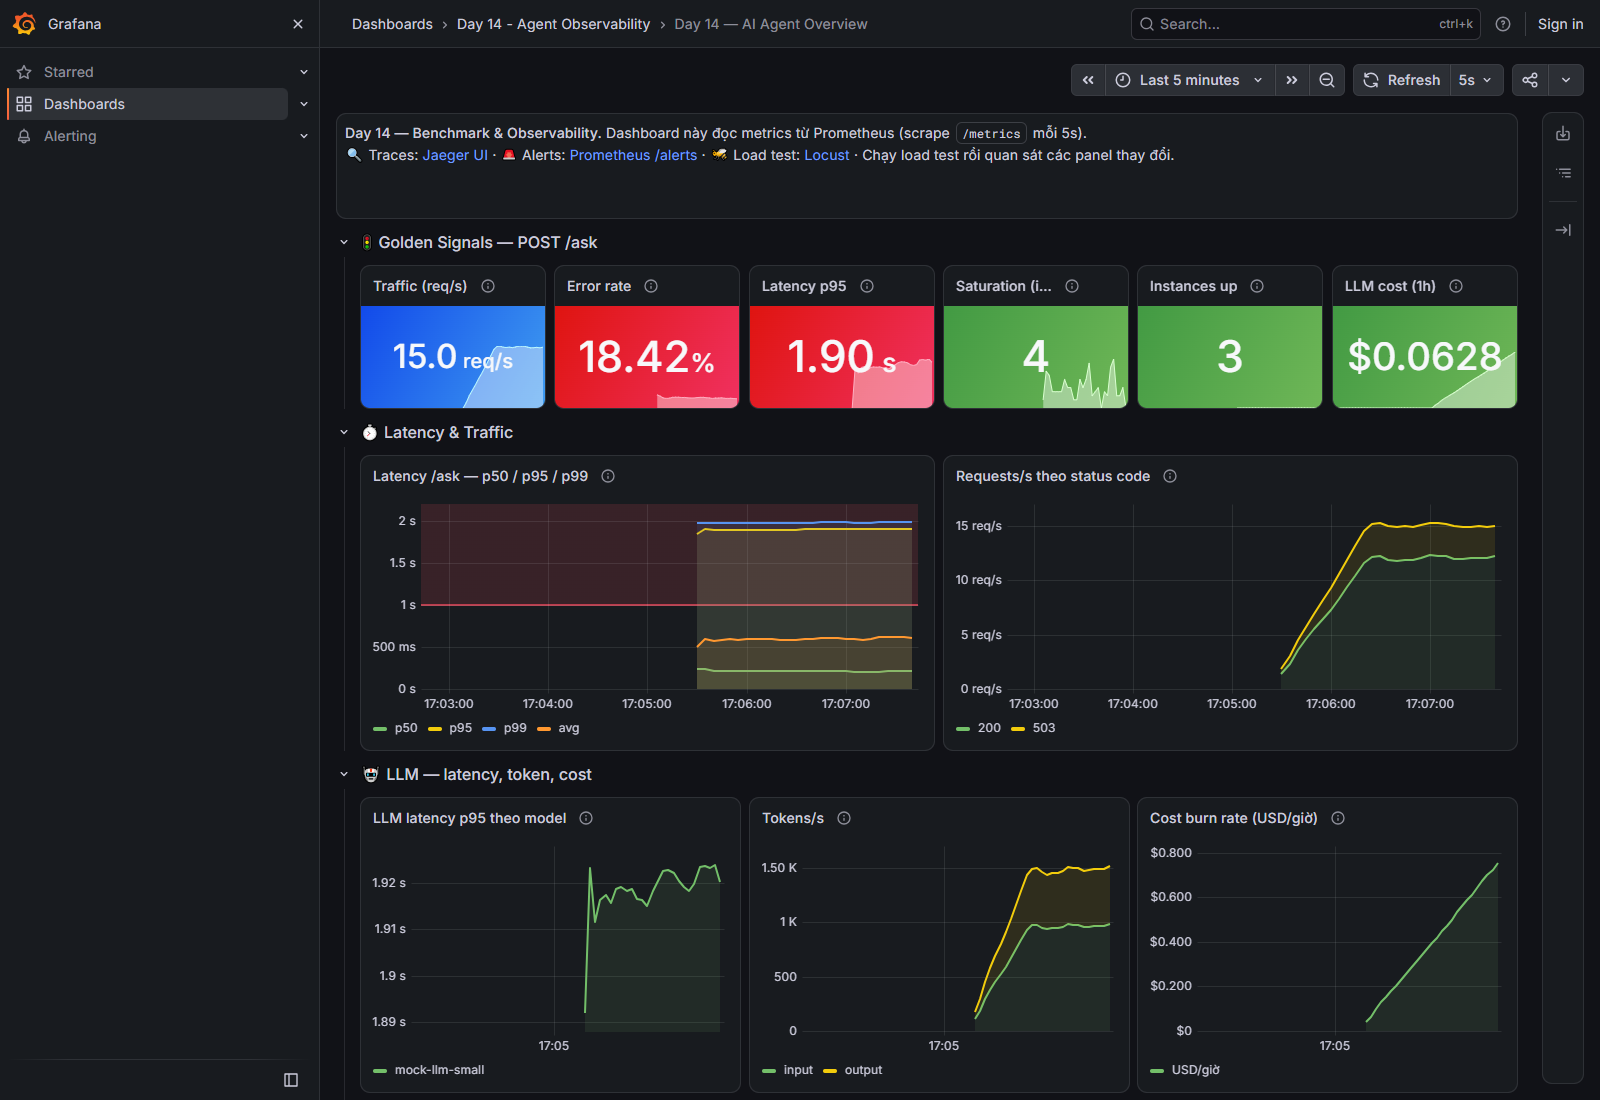 Grafana
Dashboards › Day 14 - Agent Observability › Day 14 — AI Agent Overview
Search... ctrl+k
Sign in
Starred
Dashboards
Alerting
Last 5 minutes
Refresh 5s
Day 14 — Benchmark & Observability. Dashboard này đọc metrics từ Prometheus (scrape /metrics mỗi 5s).
Traces: Jaeger UI · Alerts: Prometheus /alerts · Load test: Locust · Chạy load test rồi quan sát các panel thay đổi.
Golden Signals — POST /ask
Traffic (req/s)
15.0 req/s
Error rate
18.42%
Latency p95
1.90 s
Saturation (i...
4
Instances up
3
LLM cost (1h)
$0.0628
Latency & Traffic
Latency /ask — p50 / p95 / p99
2 s
1.5 s
1 s
500 ms
0 s
17:03:00 17:04:00 17:05:00 17:06:00 17:07:00
p50 p95 p99 avg
Requests/s theo status code
15 req/s
10 req/s
5 req/s
0 req/s
17:03:00 17:04:00 17:05:00 17:06:00 17:07:00
200 503
LLM — latency, token, cost
LLM latency p95 theo model
1.92 s
1.91 s
1.9 s
1.89 s
17:05
mock-llm-small
Tokens/s
1.50 K
1 K
500
0
17:05
input output
Cost burn rate (USD/giờ)
$0.800
$0.600
$0.400
$0.200
$0
17:05
USD/giờ